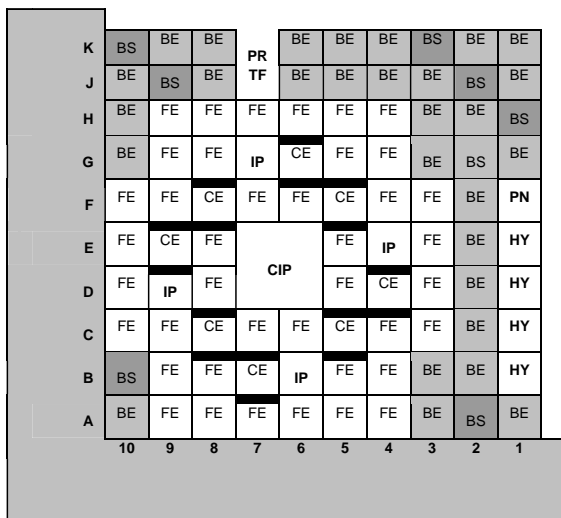 K BS BE BE PR BE BE BE BS BE BE
J BE BS BE TF BE BE BE BE BS BE
H BE FE FE FE FE FE FE BE BE BS
G BE FE FE IP CE FE FE BE BS BE
F FE FE CE FE FE CE FE FE BE PN
E FE CE FE FE IP FE BE HY
CIP
D FE IP FE FE CE FE BE HY
C FE FE CE FE FE CE FE FE BE HY
B BS FE FE CE IP FE FE BE BE HY
A BE FE FE FE FE FE FE BE BS BE
10 9 8 7 6 5 4 3 2 1